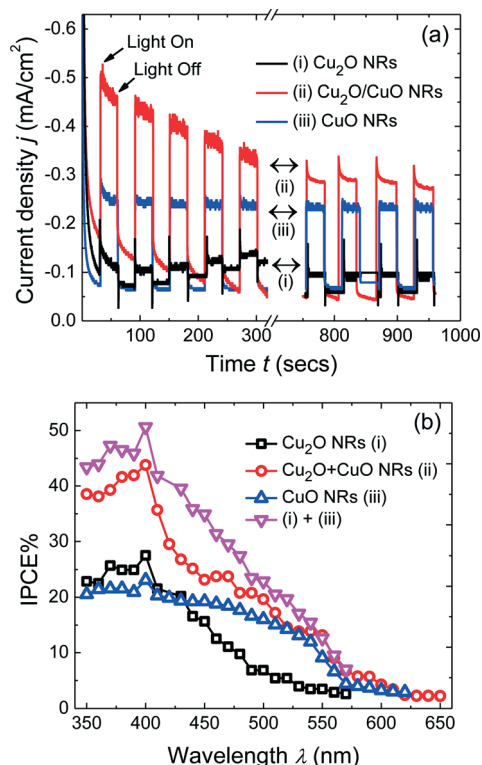 (a)
Light On
Light Off
(i) Cu₂O NRs
(ii) Cu₂O/CuO NRs
(iii) CuO NRs
(ii)
(iii)
(i)
-0.6
-0.5
-0.4
-0.3
-0.2
-0.1
0.0
Current density j (mA/cm²)
0 100 200 300 800 900 1000
Time t (secs)
(b)
Cu₂O NRs (i)
Cu₂O+CuO NRs (ii)
CuO NRs (iii)
(i) + (iii)
50
40
30
20
10
0
IPCE%
350 400 450 500 550 600 650
Wavelength λ (nm)